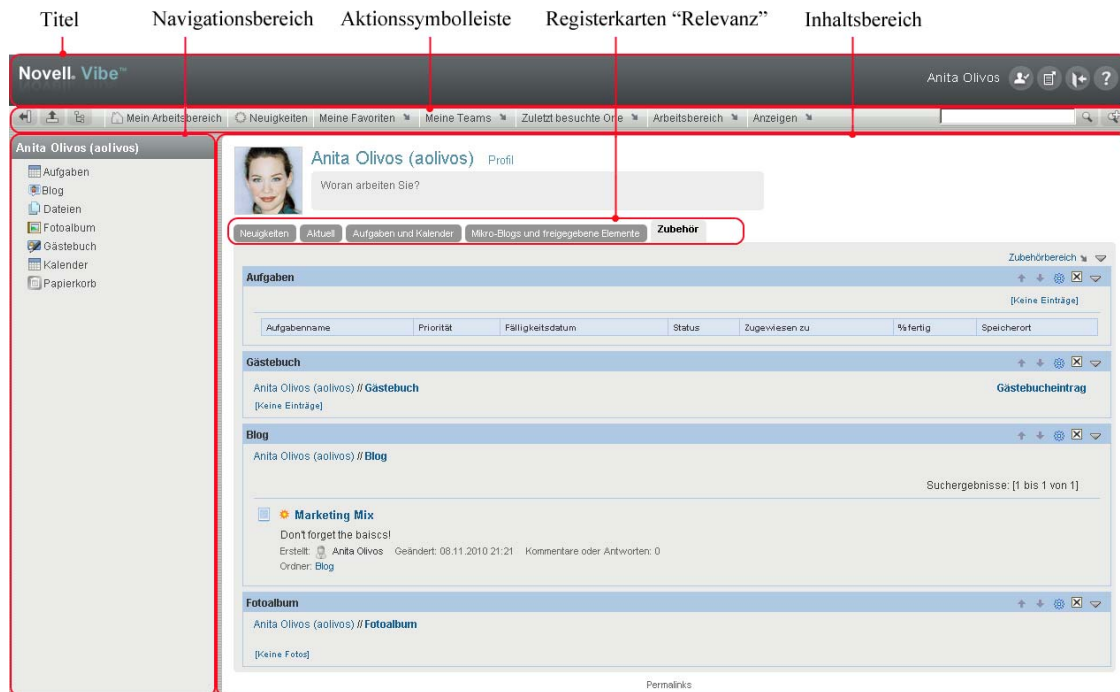 Titel Navigationsbereich Aktionssymbolleiste Registerkarten “Relevanz” Inhaltsbereich
Novell. Vibe™ Anita Olivos
Mein Arbeitsbereich Neuigkeiten Meine Favoriten Meine Teams Zuletzt besuchte Orte Arbeitsbereich Anzeigen
Anita Olivos (aolivos)
Aufgaben
Blog
Dateien
Fotoalbum
Gästebuch
Kalender
Papierkorb
Anita Olivos (aolivos) Profil
Woran arbeiten Sie?
Neuigkeiten Aktuell Aufgaben und Kalender Mikro-Blogs und freigegebene Elemente Zubehör
Zubehörbereich
Aufgaben
[Keine Einträge]
Aufgabenname Priorität Fälligkeitsdatum Status Zugewiesen zu % fertig Speicherort
Gästebuch
Anita Olivos (aolivos) // Gästebuch Gästebucheintrag
[Keine Einträge]
Blog
Anita Olivos (aolivos) // Blog
Suchergebnisse: [1 bis 1 von 1]
Marketing Mix
Don't forget the baiscs!
Erstellt: Anita Olivos Geändert: 08.11.2010 21:21 Kommentare oder Antworten: 0
Ordner: Blog
Fotoalbum
Anita Olivos (aolivos) // Fotoalbum
[Keine Fotos]
Permalinks